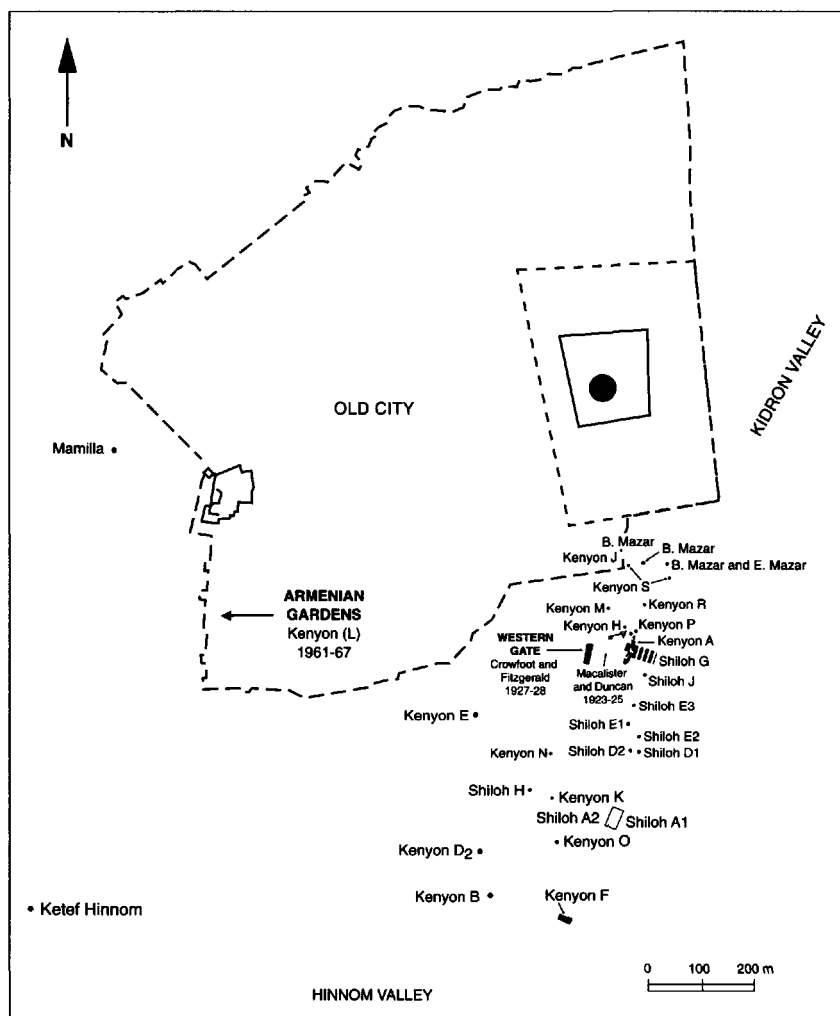 N
KIDRON VALLEY
OLD CITY
Mamilla
B. Mazar
B. Mazar
Kenyon J
B. Mazar and E. Mazar
Kenyon S
ARMENIAN
GARDENS
Kenyon (L)
1961-67
Kenyon M
Kenyon R
Kenyon H
Kenyon P
WESTERN
GATE
Crowfoot and
Fitzgerald
1927-28
Kenyon A
Shiloh G
Macalister
and Duncan
1923-25
Shiloh J
Shiloh E3
Kenyon E
Shiloh E1
Shiloh E2
Kenyon N
Shiloh D2
Shiloh D1
Shiloh H
Kenyon K
Shiloh A2
Shiloh A1
Kenyon O
Kenyon D2
Kenyon B
Kenyon F
Ketef Hinnom
HINNOM VALLEY
0 100 200 m